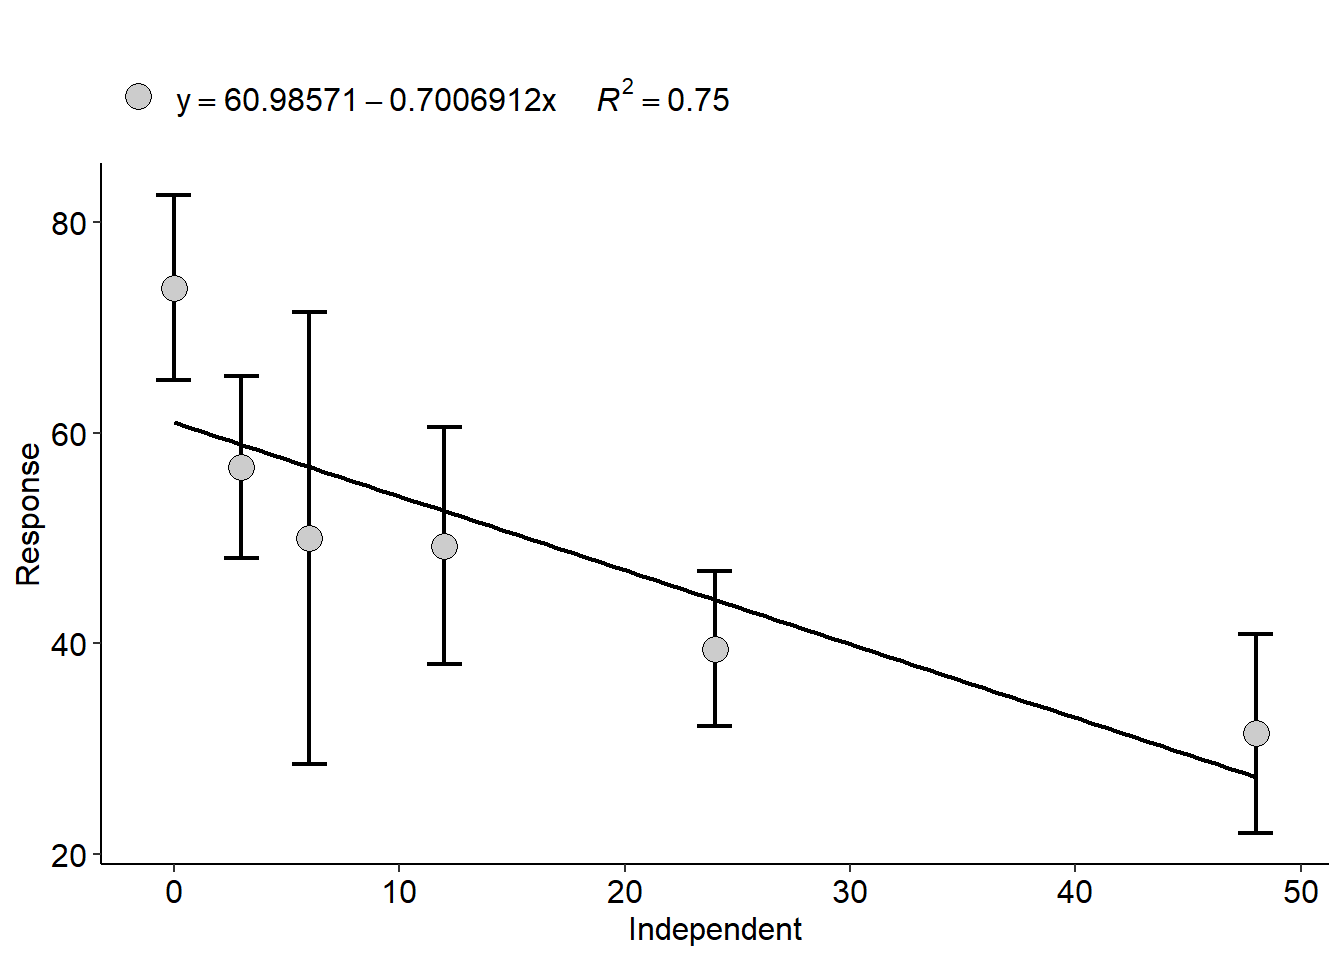 y = 60.98571 − 0.7006912x R² = 0.75
Response
80
60
40
20
0 10 20 30 40 50
Independent